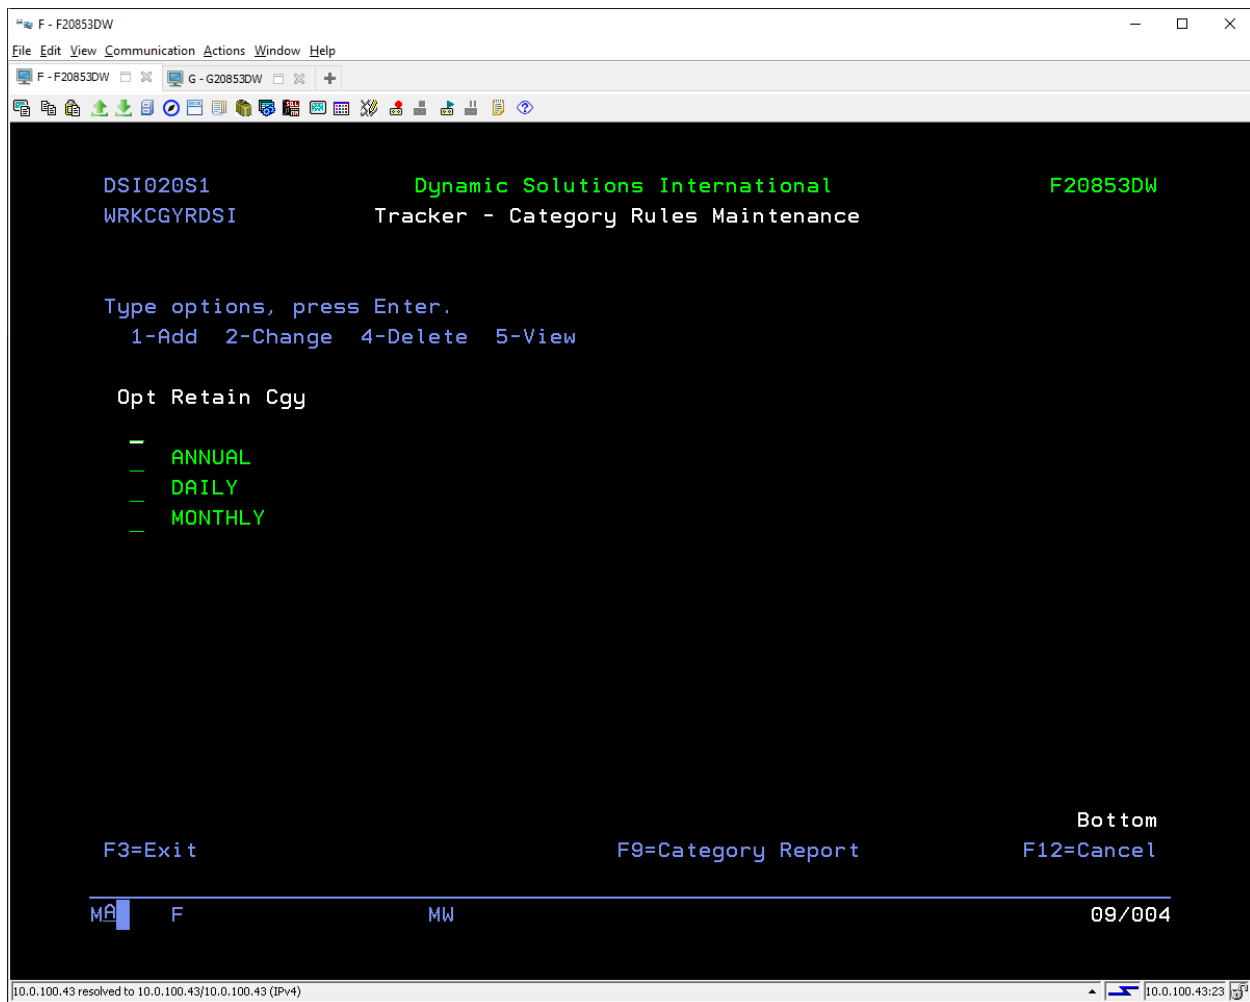 F - F20853DW
File Edit View Communication Actions Window Help
F - F20853DW G - G20853DW
DSI020S1 Dynamic Solutions International F20853DW
WRKCGYRDSI Tracker - Category Rules Maintenance
Type options, press Enter.
1-Add 2-Change 4-Delete 5-View
Opt Retain Cgy
_
_ ANNUAL
_ DAILY
_ MONTHLY
Bottom
F3=Exit F9=Category Report F12=Cancel
MA F MW 09/004
10.0.100.43 resolved to 10.0.100.43/10.0.100.43 (IPv4) 10.0.100.43:23